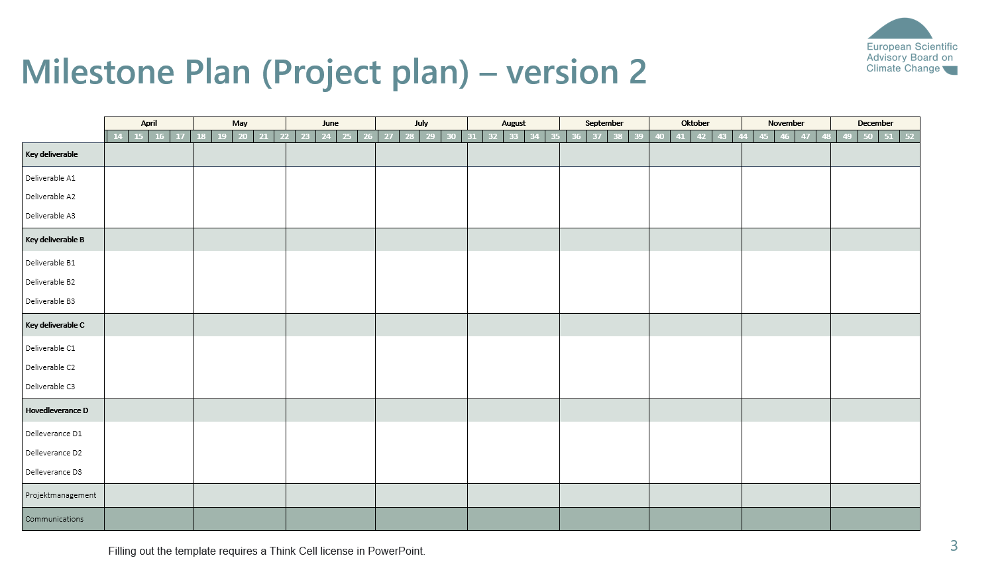 European Scientific
Advisory Board on
Climate Change
Milestone Plan (Project plan) – version 2
April May June July August September Oktober November December
14 15 16 17 18 19 20 21 22 23 24 25 26 27 28 29 30 31 32 33 34 35 36 37 38 39 40 41 42 43 44 45 46 47 48 49 50 51 52
Key deliverable
Deliverable A1
Deliverable A2
Deliverable A3
Key deliverable B
Deliverable B1
Deliverable B2
Deliverable B3
Key deliverable C
Deliverable C1
Deliverable C2
Deliverable C3
Hovedleverance D
Delleverance D1
Delleverance D2
Delleverance D3
Projektmanagement
Communications
Filling out the template requires a Think Cell license in PowerPoint.
3